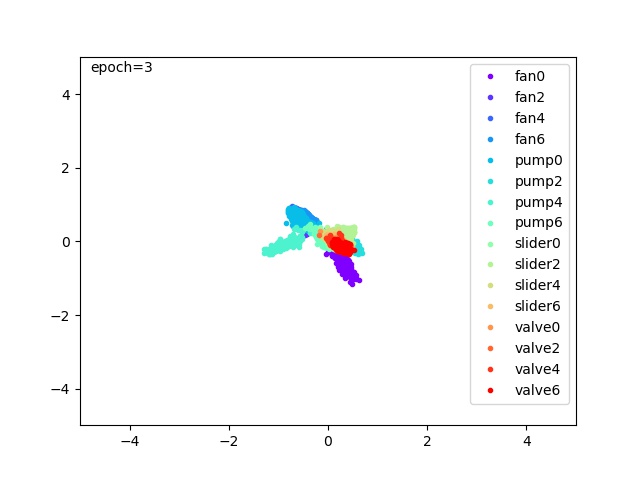 epoch=3
fan0
fan2
fan4
fan6
pump0
pump2
pump4
pump6
slider0
slider2
slider4
slider6
valve0
valve2
valve4
valve6
4
2
0
−2
−4
−4
−2
0
2
4